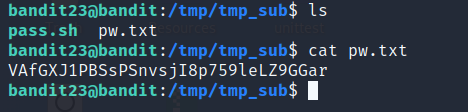 bandit23@bandit:/tmp/tmp_sub$ ls
pass.sh  pw.txt
bandit23@bandit:/tmp/tmp_sub$ cat pw.txt
VAfGXJ1PBSsPSnvsjI8p759leLZ9GGar
bandit23@bandit:/tmp/tmp_sub$